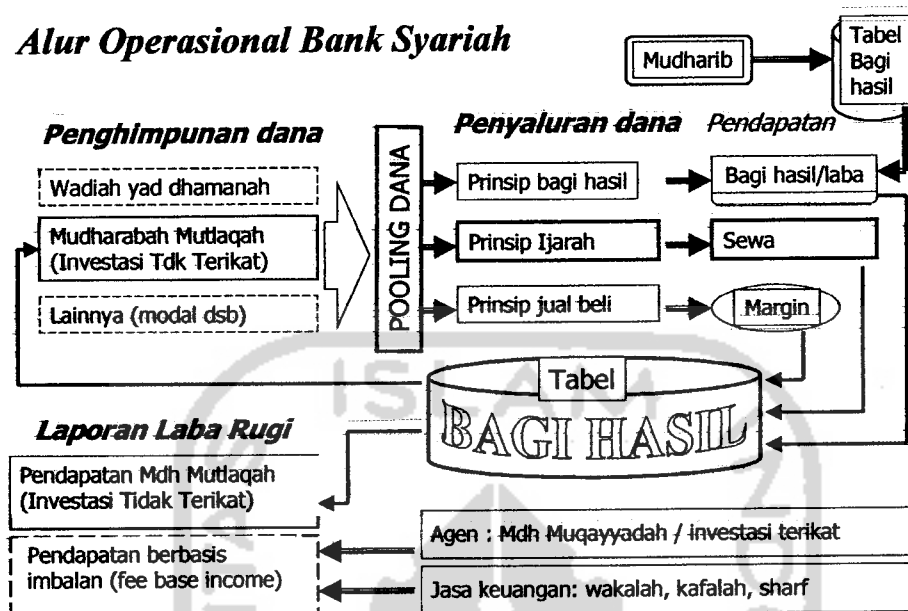 Alur Operasional Bank Syariah
Mudharib
Tabel
Bagi
hasil
Penghimpunan dana
Penyaluran dana
Pendapatan
Wadiah yad dhamanah
Mudharabah Mutlaqah
(Investasi Tdk Terikat)
Lainnya (modal dsb)
POOLING DANA
Prinsip bagi hasil
Bagi hasil/laba
Prinsip Ijarah
Sewa
Prinsip jual beli
Margin
Tabel
BAGI HASIL
ISLAM
Laporan Laba Rugi
Pendapatan Mdh Mutlaqah
(Investasi Tidak Terikat)
Pendapatan berbasis
imbalan (fee base income)
Agen : Mdh Muqayyadah / investasi terikat
Jasa keuangan: wakalah, kafalah, sharf